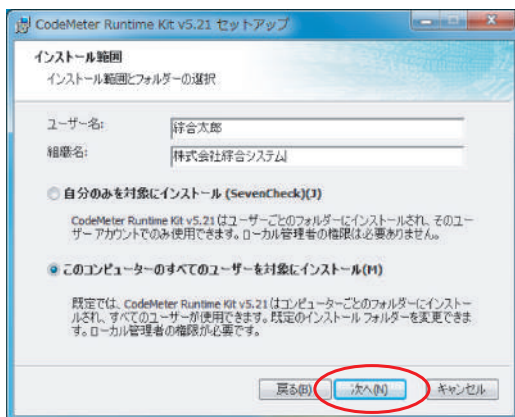 CodeMeter Runtime Kit v5.21 セットアップ
インストール範囲
インストール範囲とフォルダーの選択
ユーザー名:
綜合太郎
組織名:
株式会社綜合システム
自分のみを対象にインストール (SevenCheck)(J)
CodeMeter Runtime Kit v5.21はユーザーごとのフォルダーにインストールされ、そのユー
ザー アカウントでのみ使用できます。ローカル管理者の権限は必要ありません。
このコンピューターのすべてのユーザーを対象にインストール(M)
既定では、CodeMeter Runtime Kit v5.21はコンピューターごとのフォルダーにインストー
ルされ、すべてのユーザーが使用できます。既定のインストール フォルダーを変更できま
す。ローカル管理者の権限が必要です。
戻る(B)
次へ(N)
キャンセル